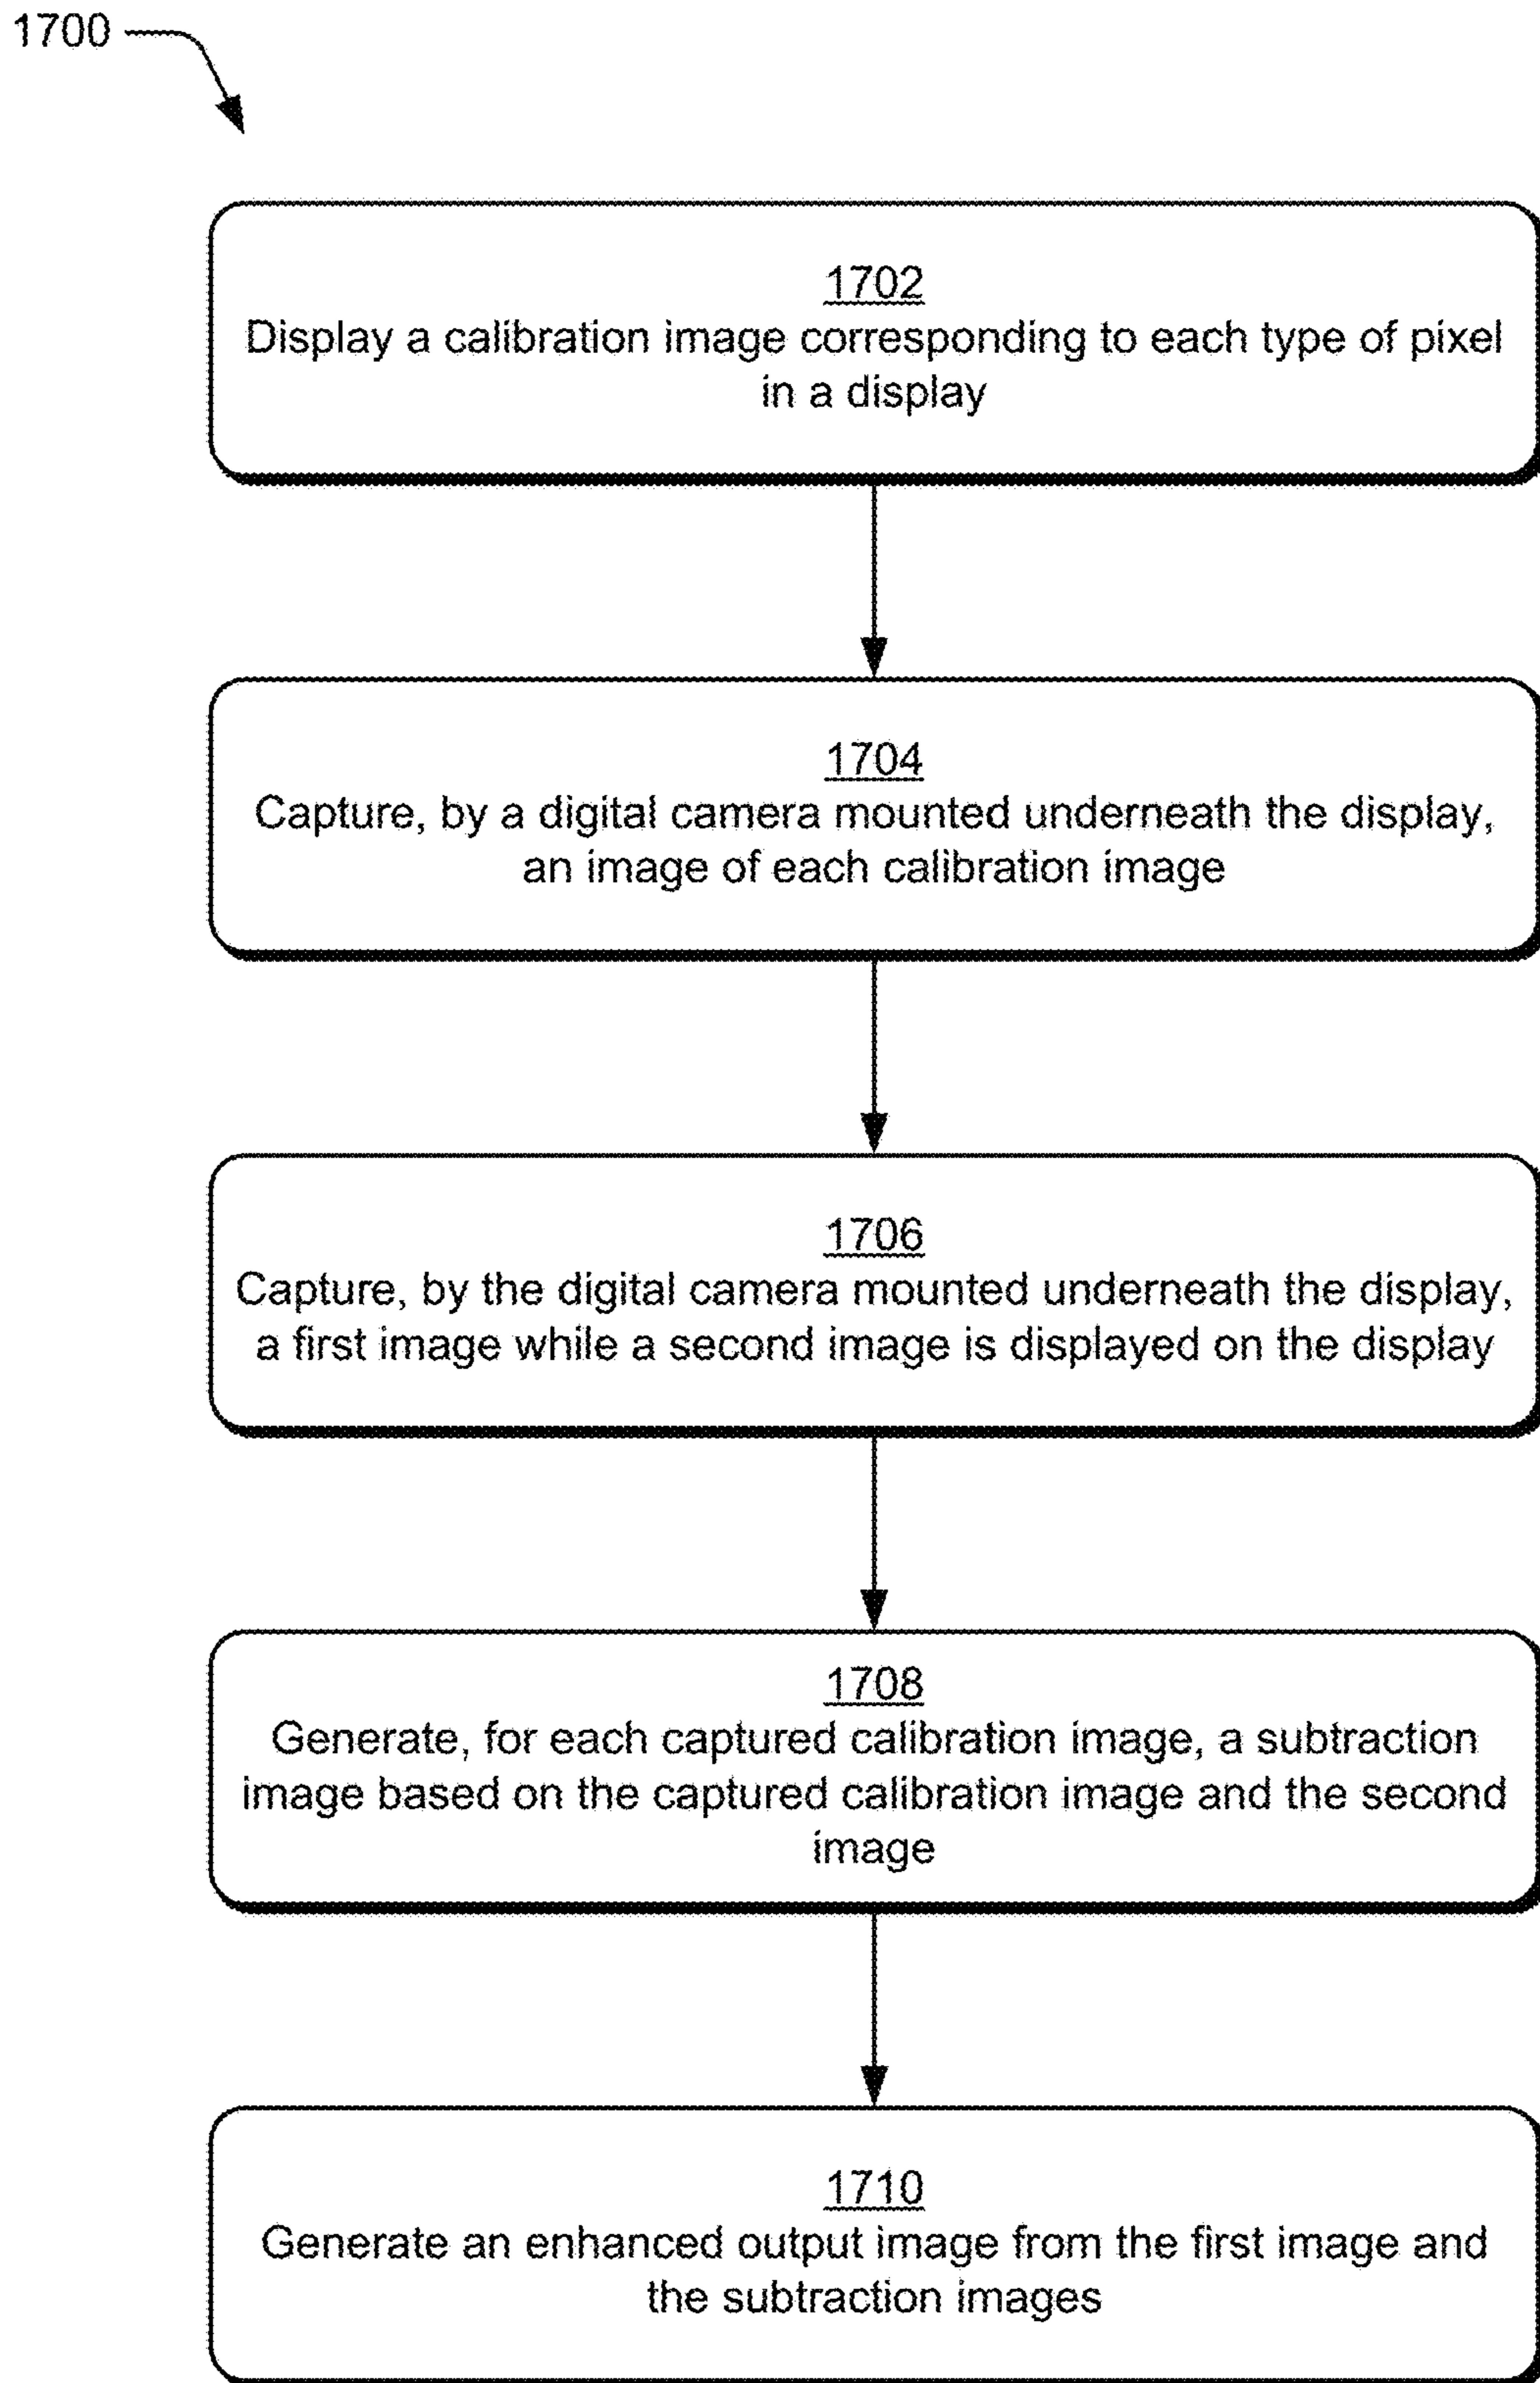 1700
1702
Display a calibration image corresponding to each type of pixel
in a display
1704
Capture, by a digital camera mounted underneath the display,
an image of each calibration image
1706
Capture, by the digital camera mounted underneath the display,
a first image while a second image is displayed on the display
1708
Generate, for each captured calibration image, a subtraction
image based on the captured calibration image and the second
image
1710
Generate an enhanced output image from the first image and
the subtraction images